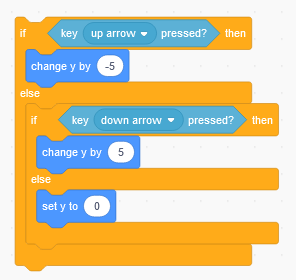 if key up arrow pressed? then
change y by -5
else
if key down arrow pressed? then
change y by 5
else
set y to 0